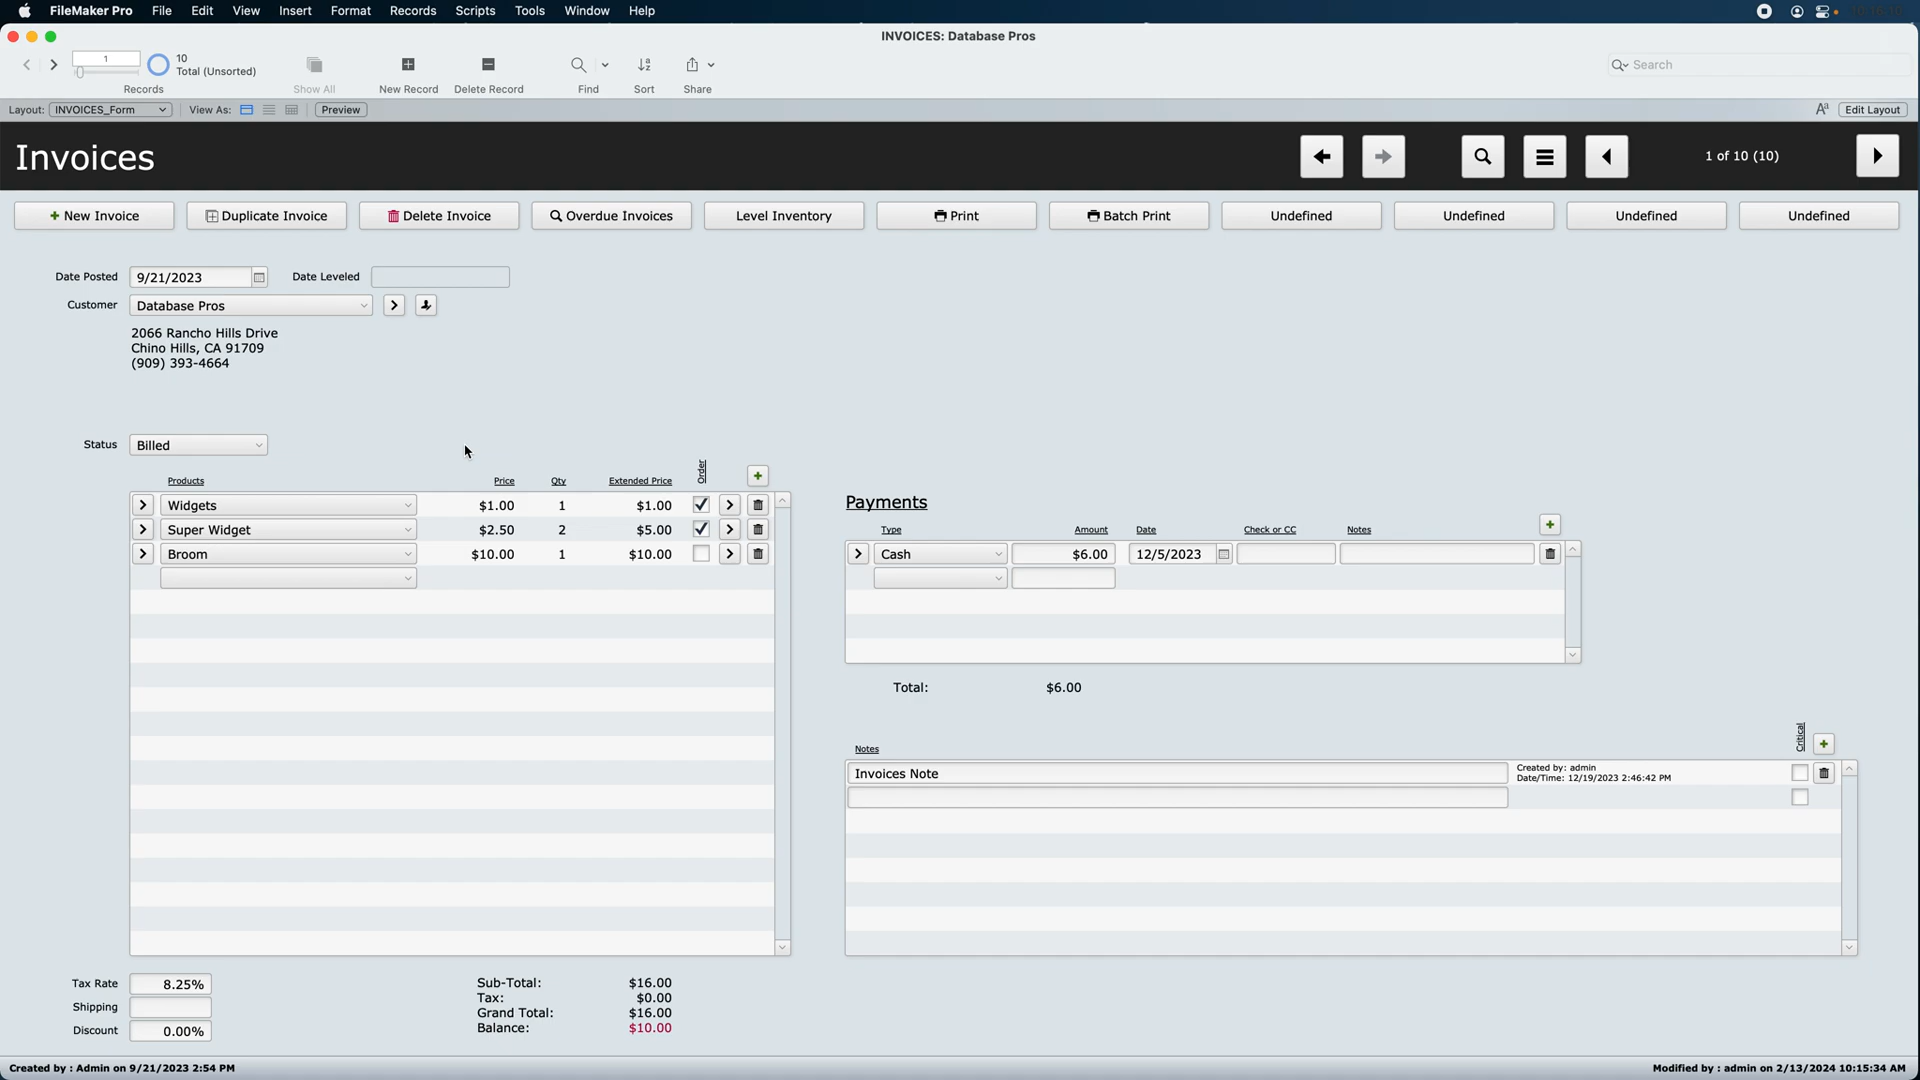 FileMaker Pro File Edit View Insert Format Records Scripts Tools Window Help
INVOICES: Database Pros
1
10
Total (Unsorted)
Search
Records Show All New Record Delete Record Find Sort Share
Layout: INVOICES_Form View As: Preview Aa Edit Layout
Invoices
1 of 10 (10)
New Invoice Duplicate Invoice Delete Invoice Overdue Invoices Level Inventory Print Batch Print Undefined Undefined Undefined Undefined
Date Posted 9/21/2023 Date Leveled
Customer Database Pros
2066 Rancho Hills Drive
Chino Hills, CA 91709
(909) 393-4664
Status Billed
Products Price Qty Extended Price Order
Widgets $1.00 1 $1.00
Super Widget $2.50 2 $5.00
Broom $10.00 1 $10.00
Payments
Type Amount Date Check or CC Notes
Cash $6.00 12/5/2023
Total: $6.00
Notes Critical
Invoices Note
Created by: admin
Date/Time: 12/19/2023 2:46:42 PM
Tax Rate 8.25%
Shipping
Discount 0.00%
Sub-Total: $16.00
Tax: $0.00
Grand Total: $16.00
Balance: $10.00
Created by : Admin on 9/21/2023 2:54 PM
Modified by : admin on 2/13/2024 10:15:34 AM